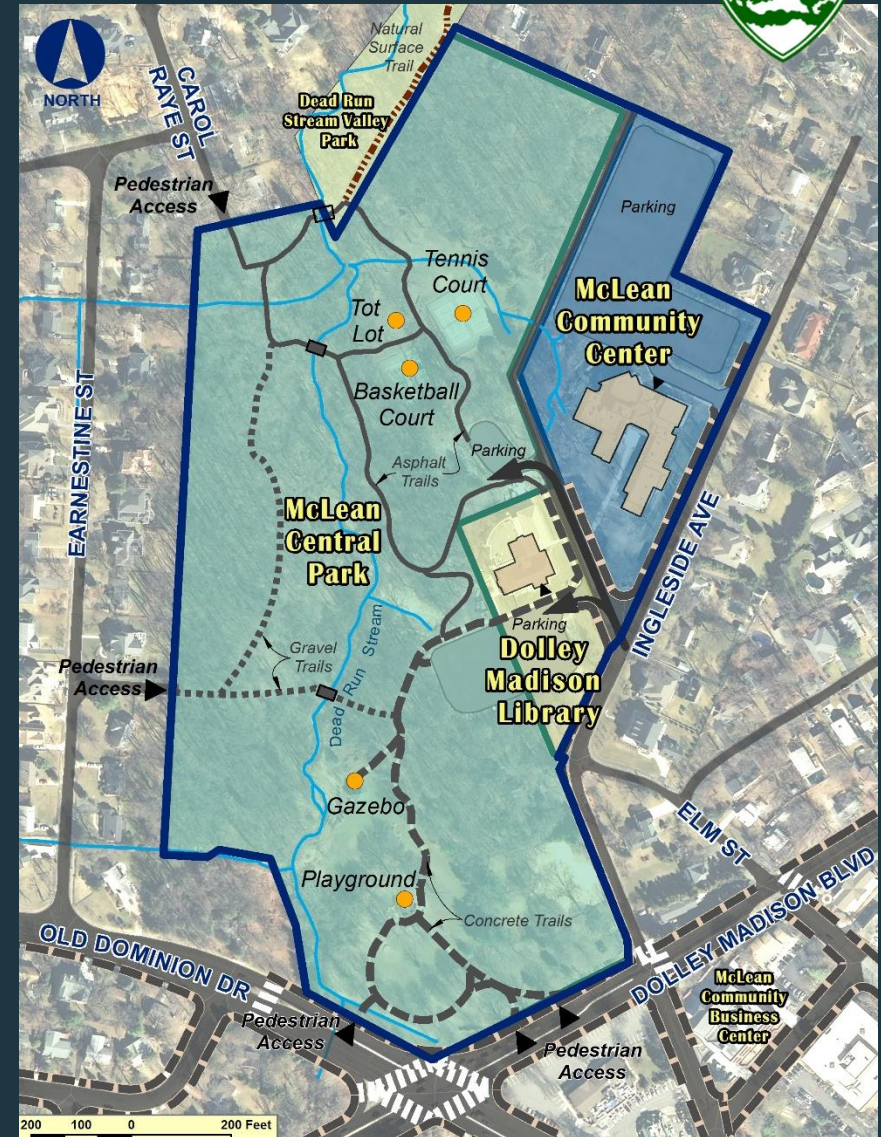 Natural
Surface
Trail
CAROL
RAYE ST
NORTH
Dead Run
Stream Valley
Park
Pedestrian
Access
Parking
Tennis
Court
McLean
Community
Center
Tot
Lot
Basketball
Court
EARNESTINE ST
Parking
Asphalt
Trails
McLean
Central
Park
INGLESIDE AVE
Parking
Dolley
Madison
Library
Gravel
Trails
Pedestrian
Access
Dead Run Stream
Gazebo
ELM ST
Playground
Concrete Trails
OLD DOMINION DR
DOLLEY MADISON BLVD
McLean
Community
Business
Center
Pedestrian
Access
Pedestrian
Access
200 100 0 200 Feet